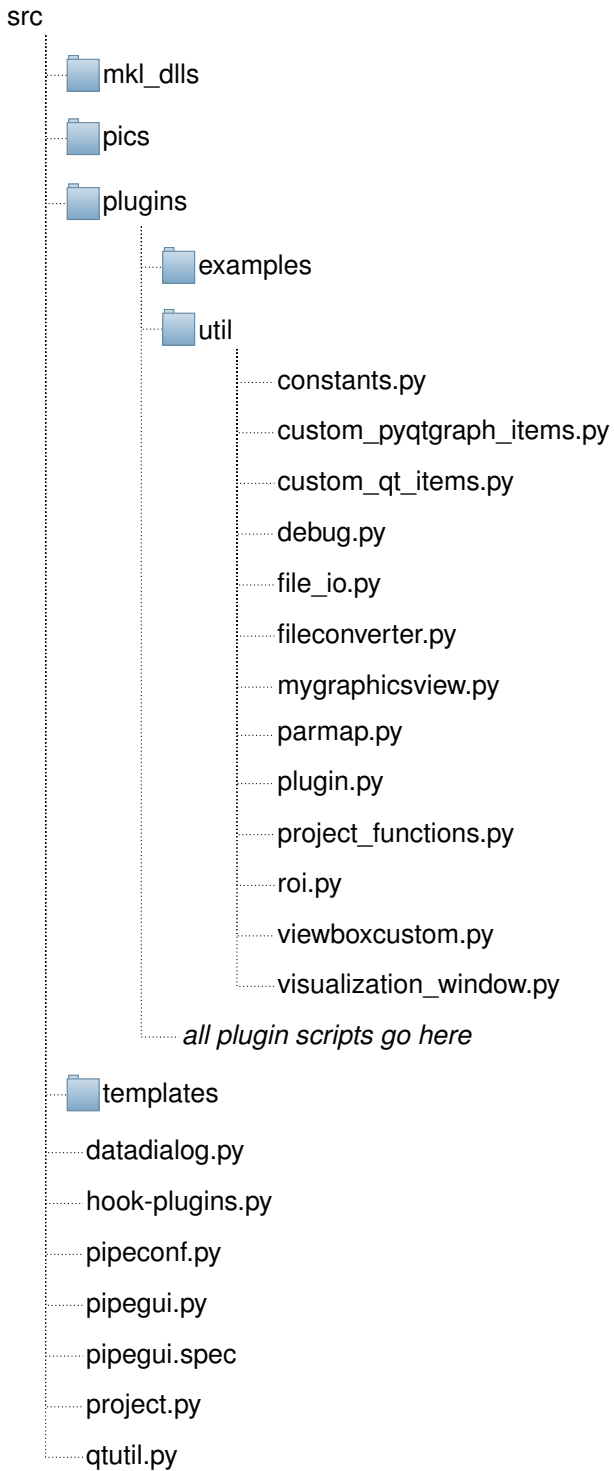 src
mkl_dlls
pics
plugins
examples
util
constants.py
custom_pyqtgraph_items.py
custom_qt_items.py
debug.py
file_io.py
fileconverter.py
mygraphicsview.py
parmap.py
plugin.py
project_functions.py
roi.py
viewboxcustom.py
visualization_window.py
all plugin scripts go here
templates
datadialog.py
hook-plugins.py
pipeconf.py
pipegui.py
pipegui.spec
project.py
qtutil.py